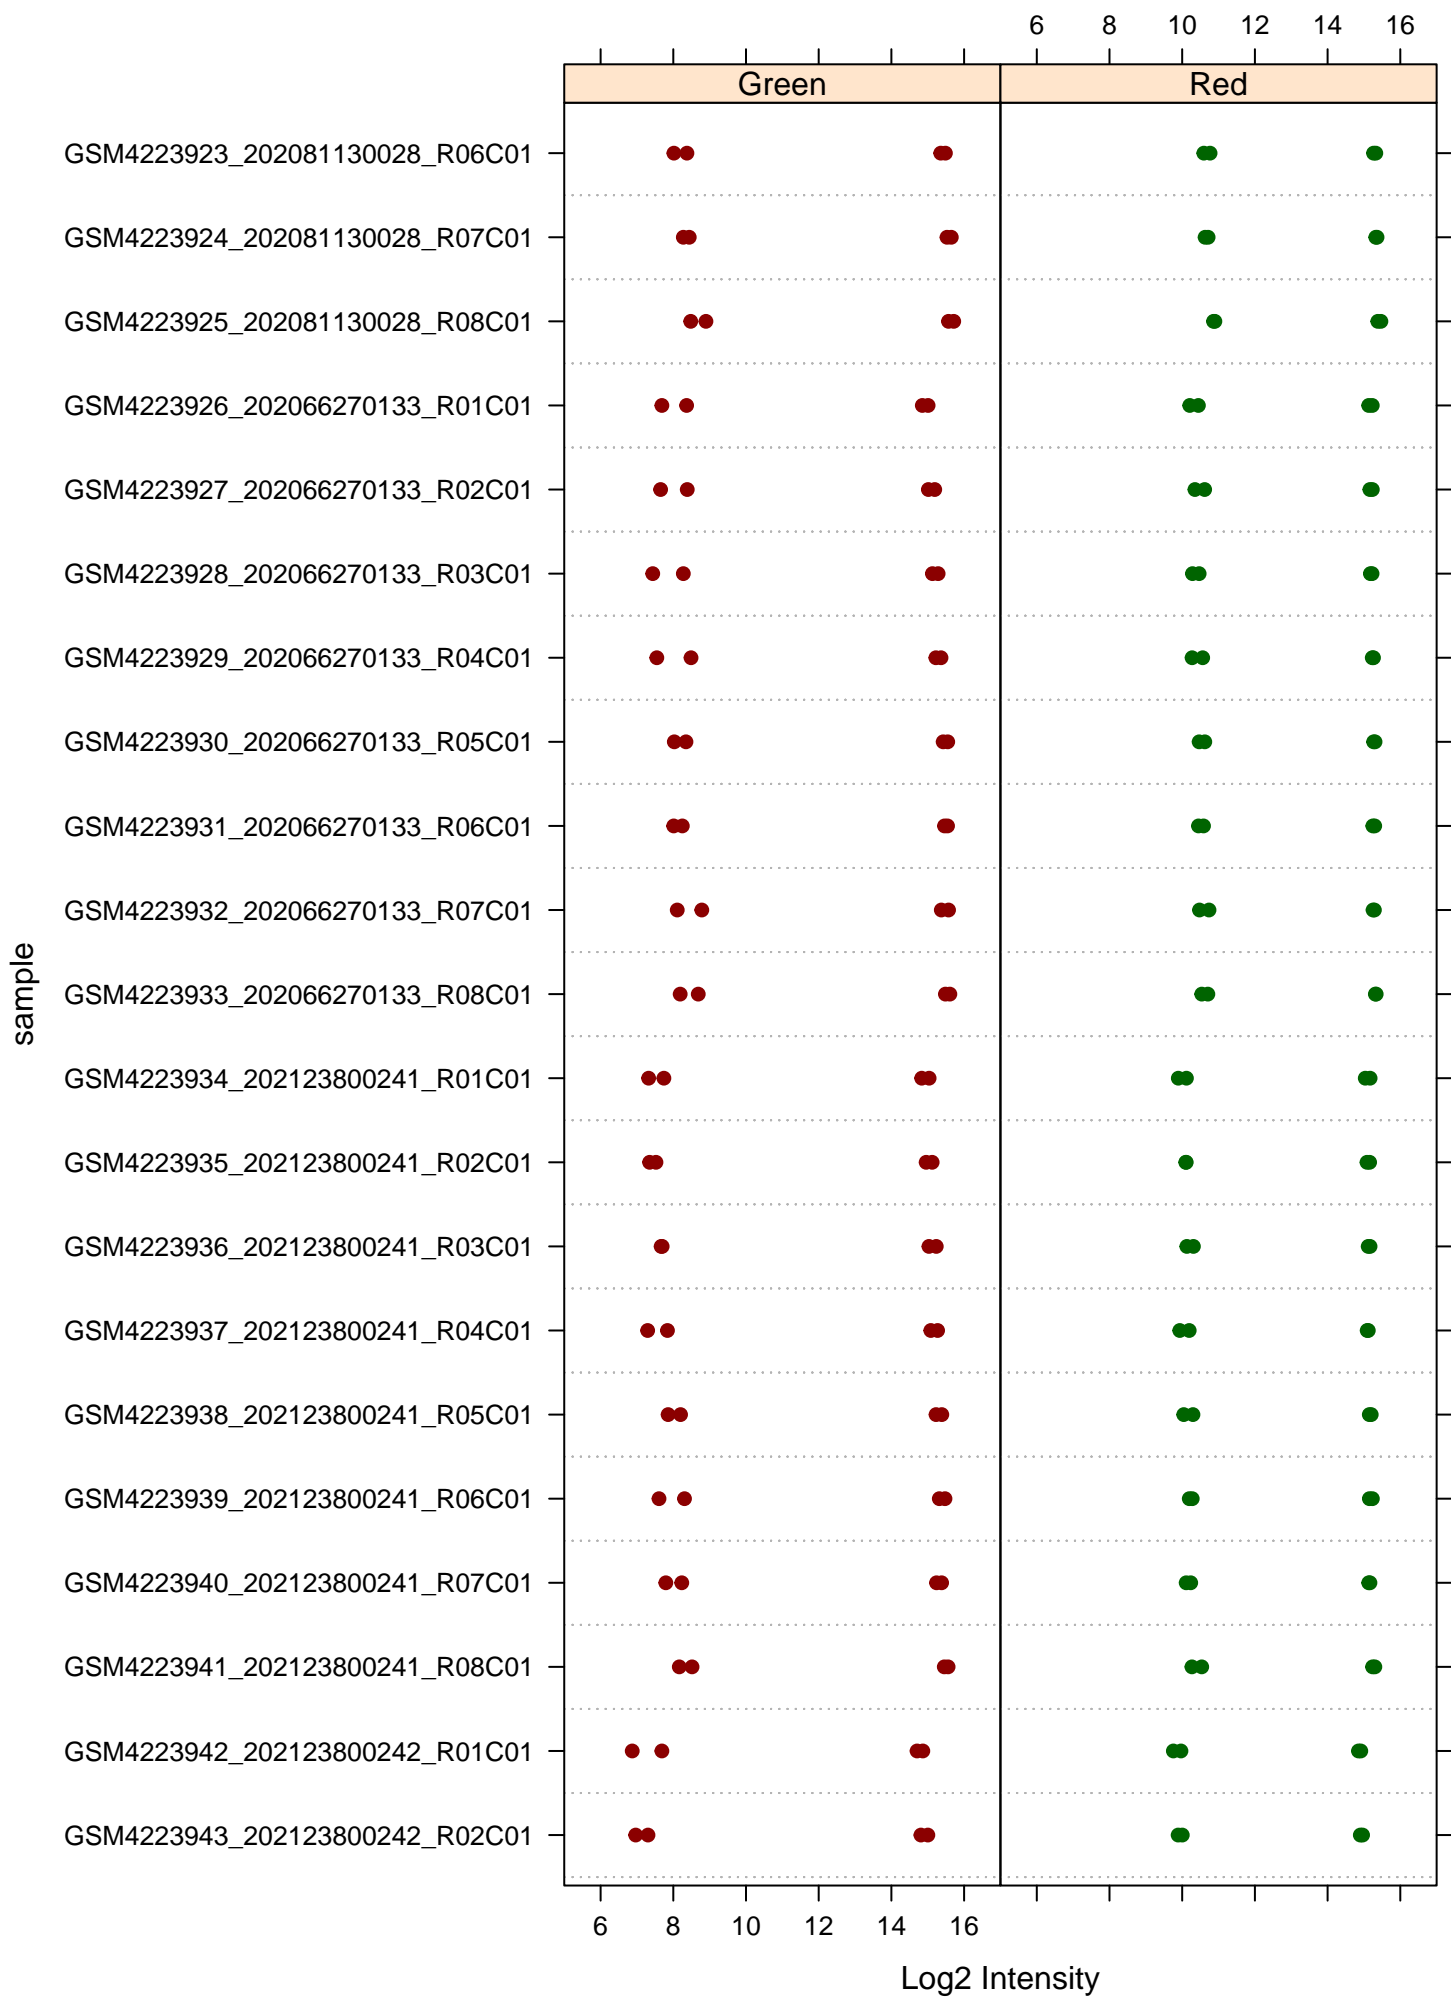 6 8 10 12 14 16
Green Red
GSM4223923_202081130028_R06C01
GSM4223924_202081130028_R07C01
GSM4223925_202081130028_R08C01
GSM4223926_202066270133_R01C01
GSM4223927_202066270133_R02C01
GSM4223928_202066270133_R03C01
GSM4223929_202066270133_R04C01
GSM4223930_202066270133_R05C01
GSM4223931_202066270133_R06C01
GSM4223932_202066270133_R07C01
GSM4223933_202066270133_R08C01
GSM4223934_202123800241_R01C01
GSM4223935_202123800241_R02C01
GSM4223936_202123800241_R03C01
GSM4223937_202123800241_R04C01
GSM4223938_202123800241_R05C01
GSM4223939_202123800241_R06C01
GSM4223940_202123800241_R07C01
GSM4223941_202123800241_R08C01
GSM4223942_202123800242_R01C01
GSM4223943_202123800242_R02C01
sample
6 8 10 12 14 16
Log2 Intensity